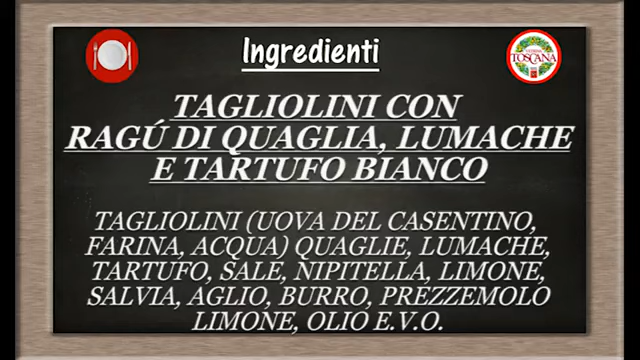 Ingredienti
TOSCANA
TAGLIOLINI CON
RAGÚ DI QUAGLIA, LUMACHE
E TARTUFO BIANCO
TAGLIOLINI (UOVA DEL CASENTINO,
FARINA, ACQUA) QUAGLIE, LUMACHE,
TARTUFO, SALE, NIPITELLA, LIMONE,
SALVIA, AGLIO, BURRO, PREZZEMOLO
LIMONE, OLIO E.V.O.